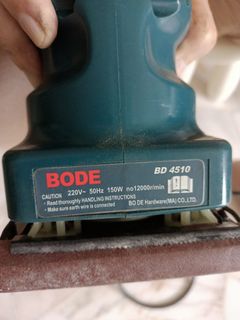 BODE
BD 4510
CAUTION 220V~ 50Hz 150W no12000r/min
• Read thoroughly HANDLING INSTRUCTIONS
• Make sure earth wire is connected
BO DE Hardware(MA)CO.,LTD.